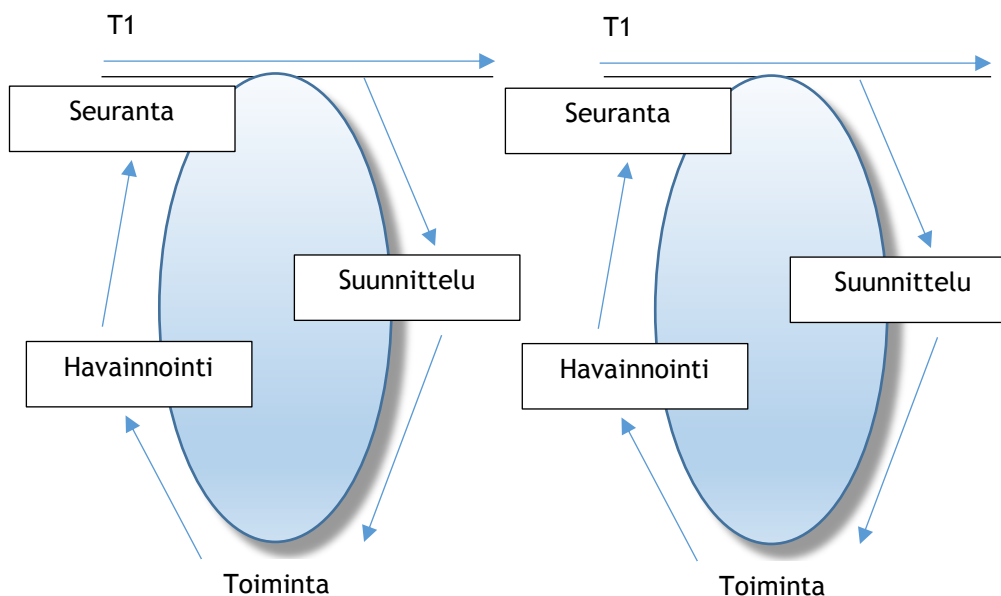 T1
Seuranta
Suunnittelu
Havainnointi
Toiminta
T1
Seuranta
Suunnittelu
Havainnointi
Toiminta